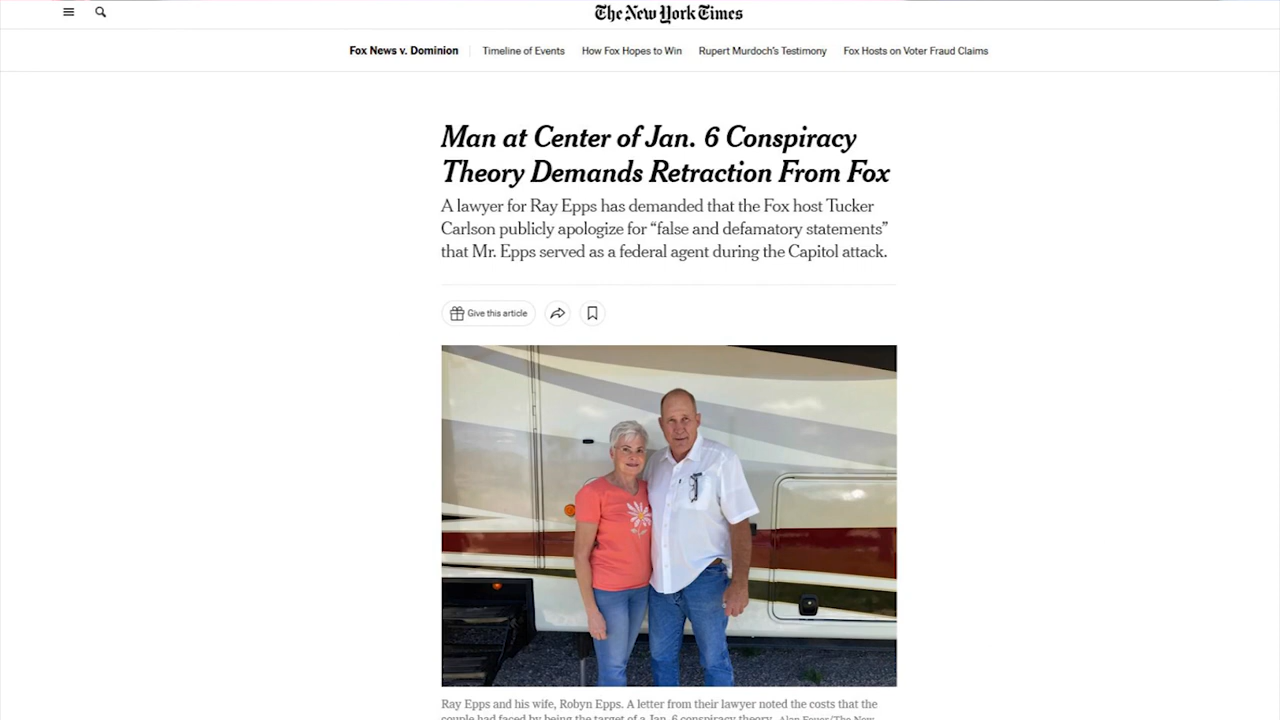 The New York Times
Fox News v. Dominion Timeline of Events How Fox Hopes to Win Rupert Murdoch's Testimony Fox Hosts on Voter Fraud Claims
Man at Center of Jan. 6 Conspiracy
Theory Demands Retraction From Fox
A lawyer for Ray Epps has demanded that the Fox host Tucker
Carlson publicly apologize for “false and defamatory statements”
that Mr. Epps served as a federal agent during the Capitol attack.
Give this article
Ray Epps and his wife, Robyn Epps. A letter from their lawyer noted the costs that the
couple had faced by being the target of a Jan. 6 conspiracy theory. Alan Feuer/The New